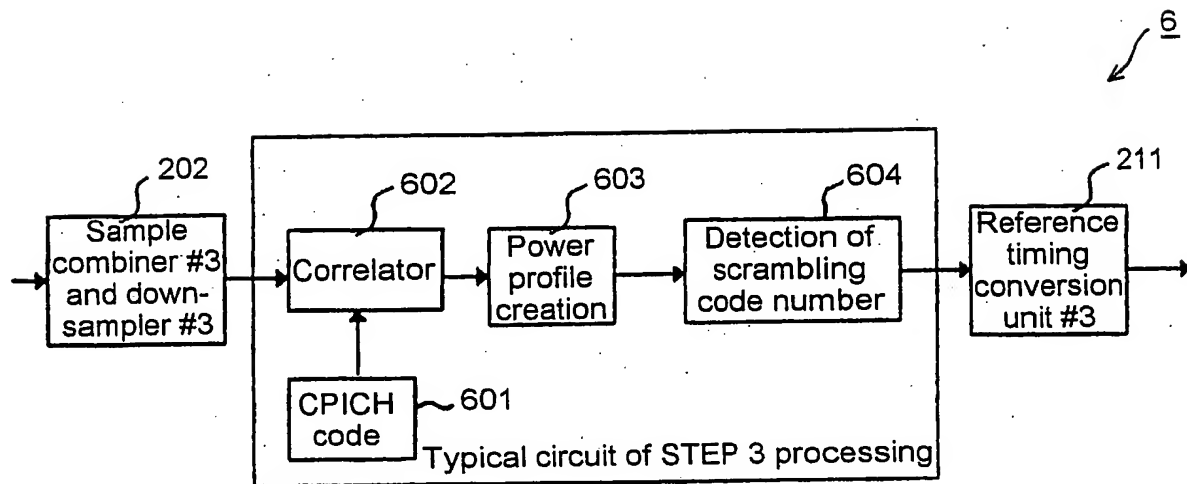 6
202
Sample
combiner #3
and down-
sampler #3
602
Correlator
603
Power
profile
creation
604
Detection of
scrambling
code number
211
Reference
timing
conversion
unit #3
CPICH
code
601
Typical circuit of STEP 3 processing